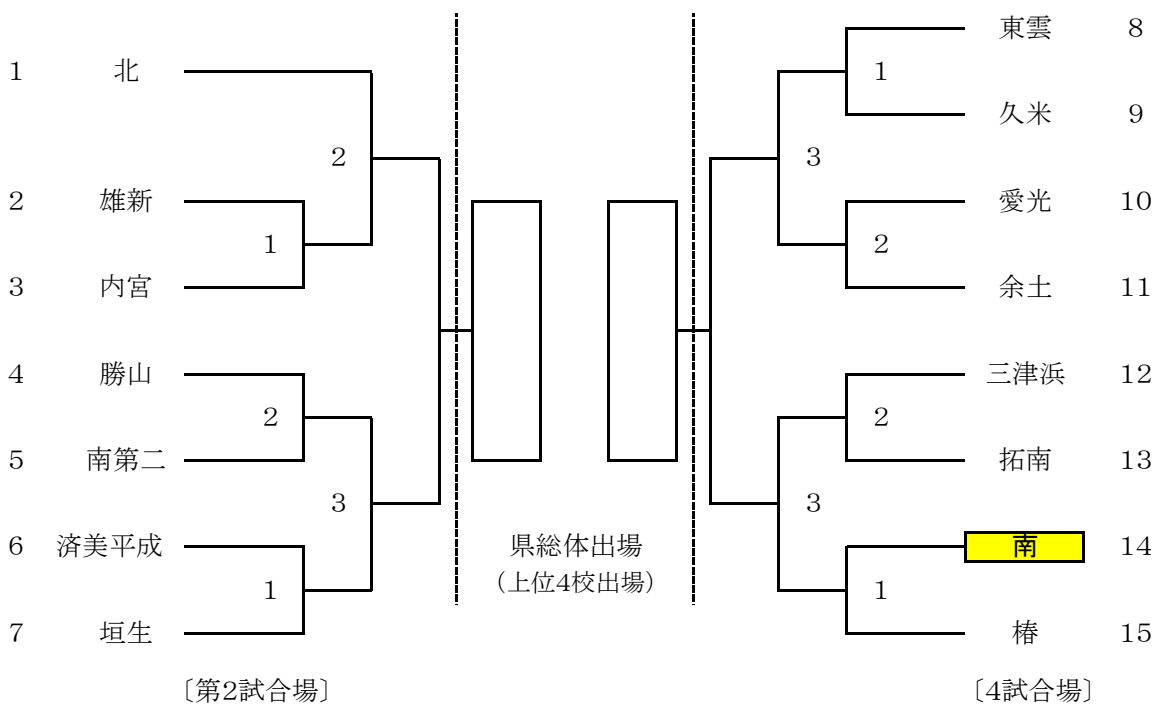 1 北
2 雄新
3 内宮
4 勝山
5 南第二
6 済美平成
7 垣生
2
1
2
3
1
〔第2試合場〕
県総体出場
(上位4校出場)
東雲 8
久米 9
愛光 10
余土 11
三津浜 12
拓南 13
南 14
椿 15
1
3
2
2
3
1
〔4試合場〕